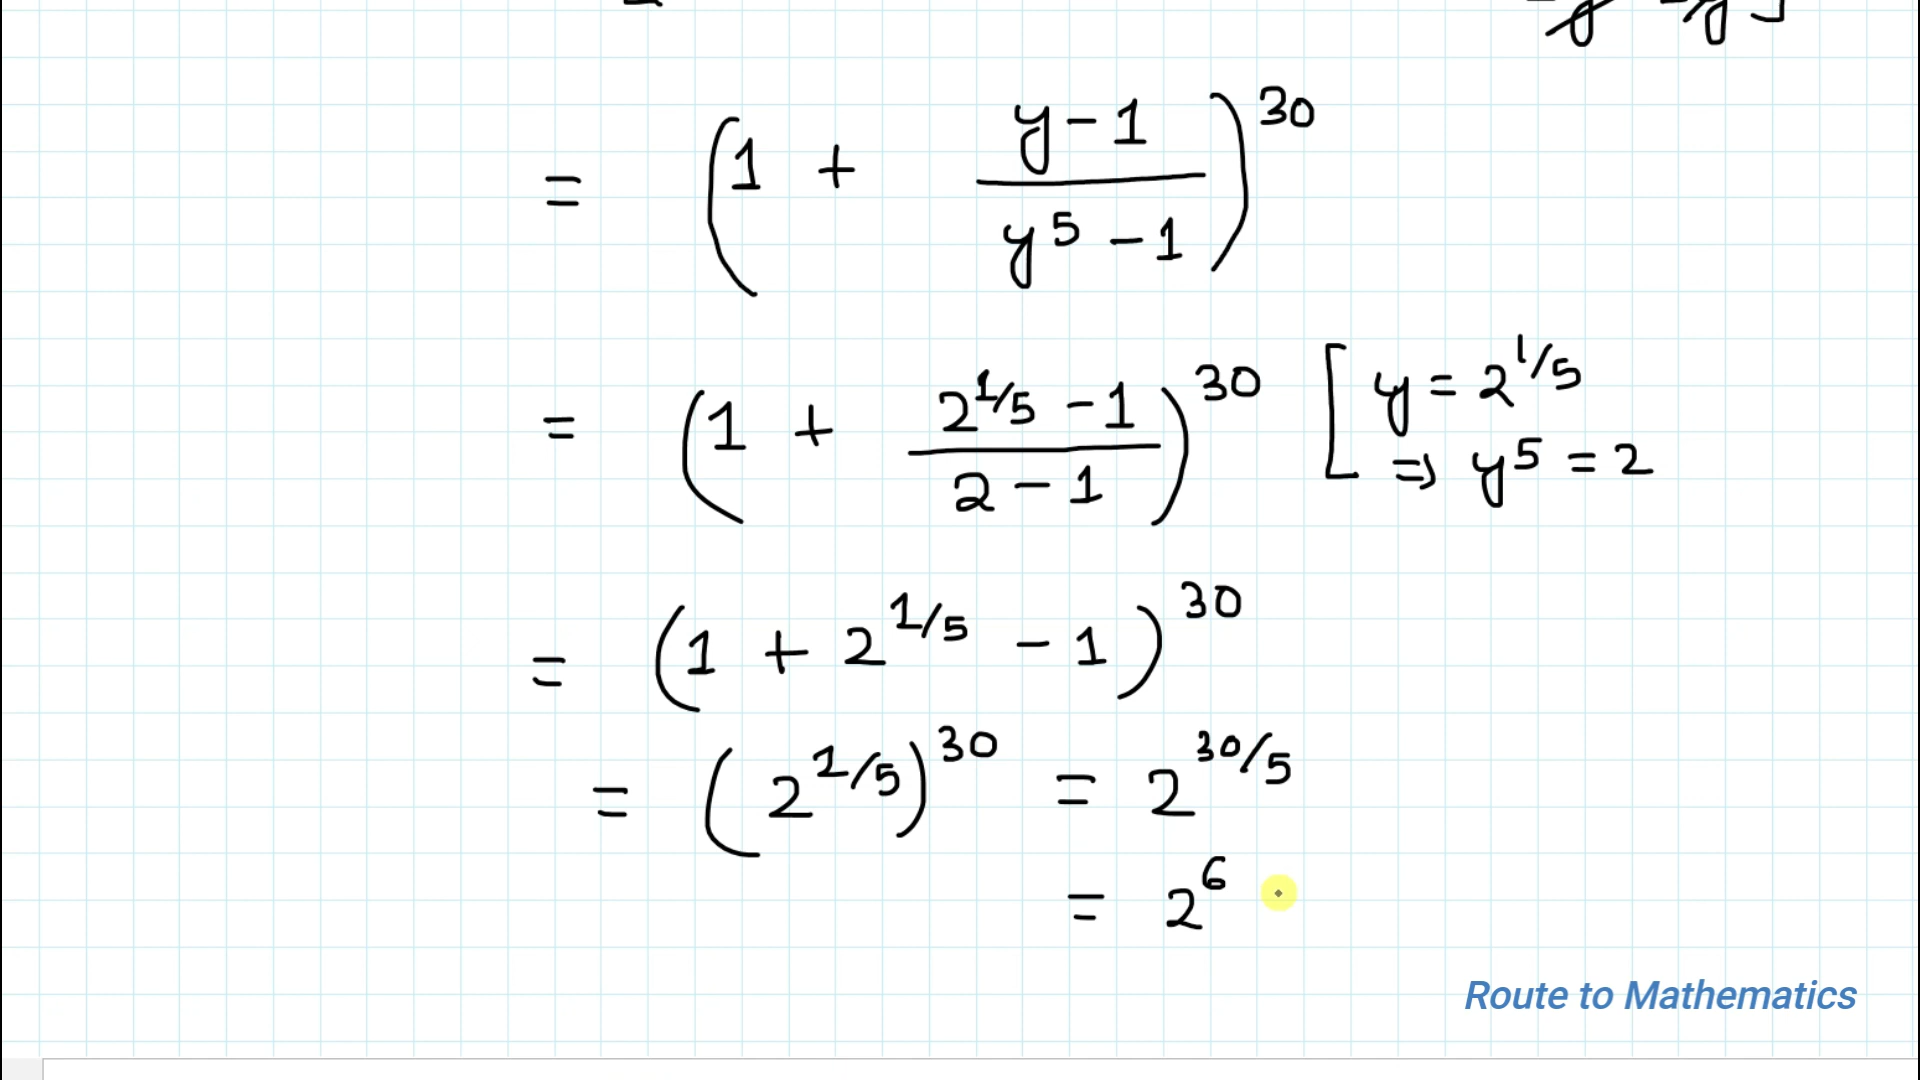 = (1 + (y-1)/(y^5 -1))^30
= (1 + (2^1/5 -1)/(2-1))^30 [y = 2^1/5
⇒ y^5 = 2
= (1 + 2^1/5 - 1)^30
= (2^1/5)^30 = 2^30/5
= 2^6
Route to Mathematics